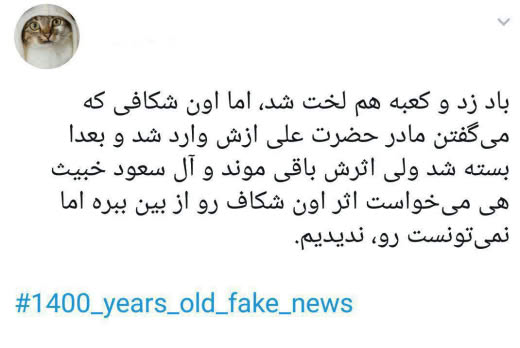 باد زد و کعبه هم لخت شد، اما اون شکافی که
می‌گفتن مادر حضرت علی ازش وارد شد و بعدا
بسته شد ولی اثرش باقی موند و آل سعود خبیث
هی می‌خواست اثر اون شکاف رو از بین ببره اما
نمی‌تونست رو، ندیدیم.
#1400_years_old_fake_news